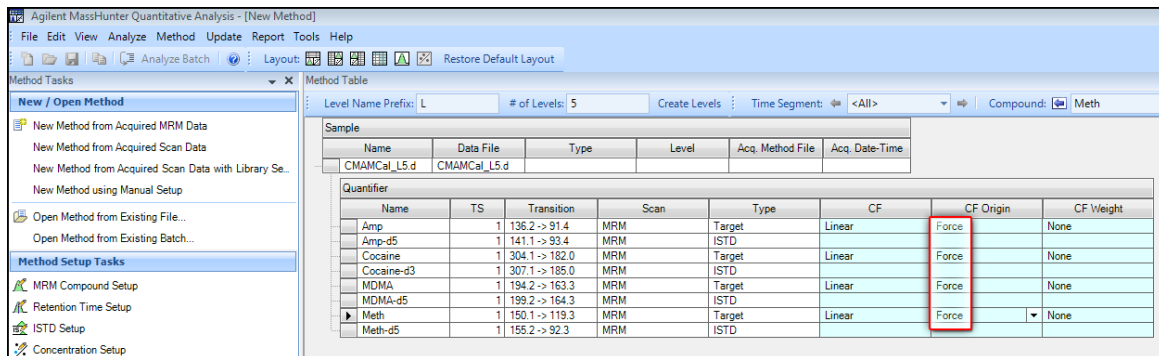 Agilent MassHunter Quantitative Analysis - [New Method]
File Edit View Analyze Method Update Report Tools Help
Analyze Batch Layout: Restore Default Layout
Method Tasks
New / Open Method
New Method from Acquired MRM Data
New Method from Acquired Scan Data
New Method from Acquired Scan Data with Library Se...
New Method using Manual Setup
Open Method from Existing File...
Open Method from Existing Batch...
Method Setup Tasks
MRM Compound Setup
Retention Time Setup
ISTD Setup
Concentration Setup
Method Table
Level Name Prefix: L # of Levels: 5 Create Levels Time Segment: <All> Compound: Meth
Sample
Name Data File Type Level Acq. Method File Acq. Date-Time
CMAMCal_L5.d CMAMCal_L5.d
Quantifier
Name TS Transition Scan Type CF CF Origin CF Weight
Amp 1 136.2 -> 91.4 MRM Target Linear Force None
Amp-d5 1 141.1 -> 93.4 MRM ISTD
Cocaine 1 304.1 -> 182.0 MRM Target Linear Force None
Cocaine-d3 1 307.1 -> 185.0 MRM ISTD
MDMA 1 194.2 -> 163.3 MRM Target Linear Force None
MDMA-d5 1 199.2 -> 164.3 MRM ISTD
Meth 1 150.1 -> 119.3 MRM Target Linear Force None
Meth-d5 1 155.2 -> 92.3 MRM ISTD